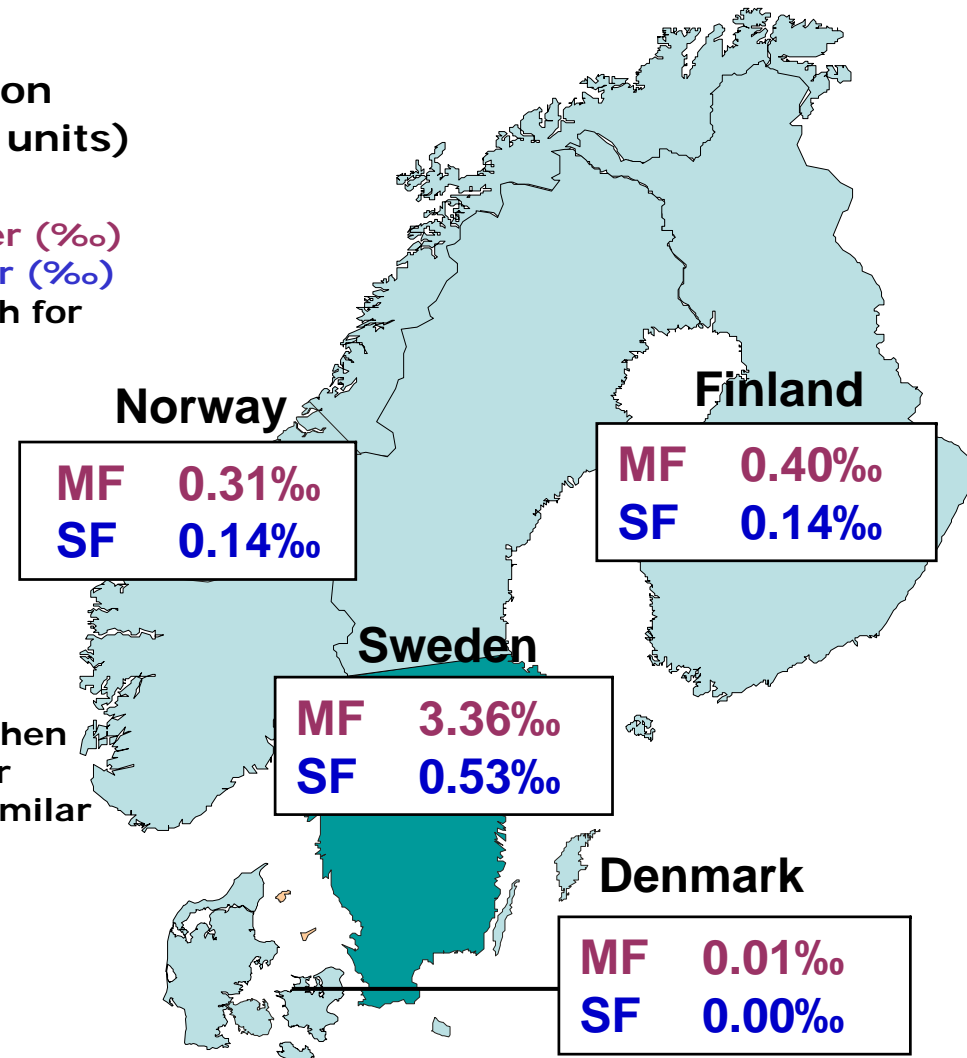 on
units)
er (‰)
r (‰)
h for
Norway
MF 0.31‰
SF 0.14‰
Finland
MF 0.40‰
SF 0.14‰
Sweden
MF 3.36‰
SF 0.53‰
hen
r
milar
Denmark
MF 0.01‰
SF 0.00‰